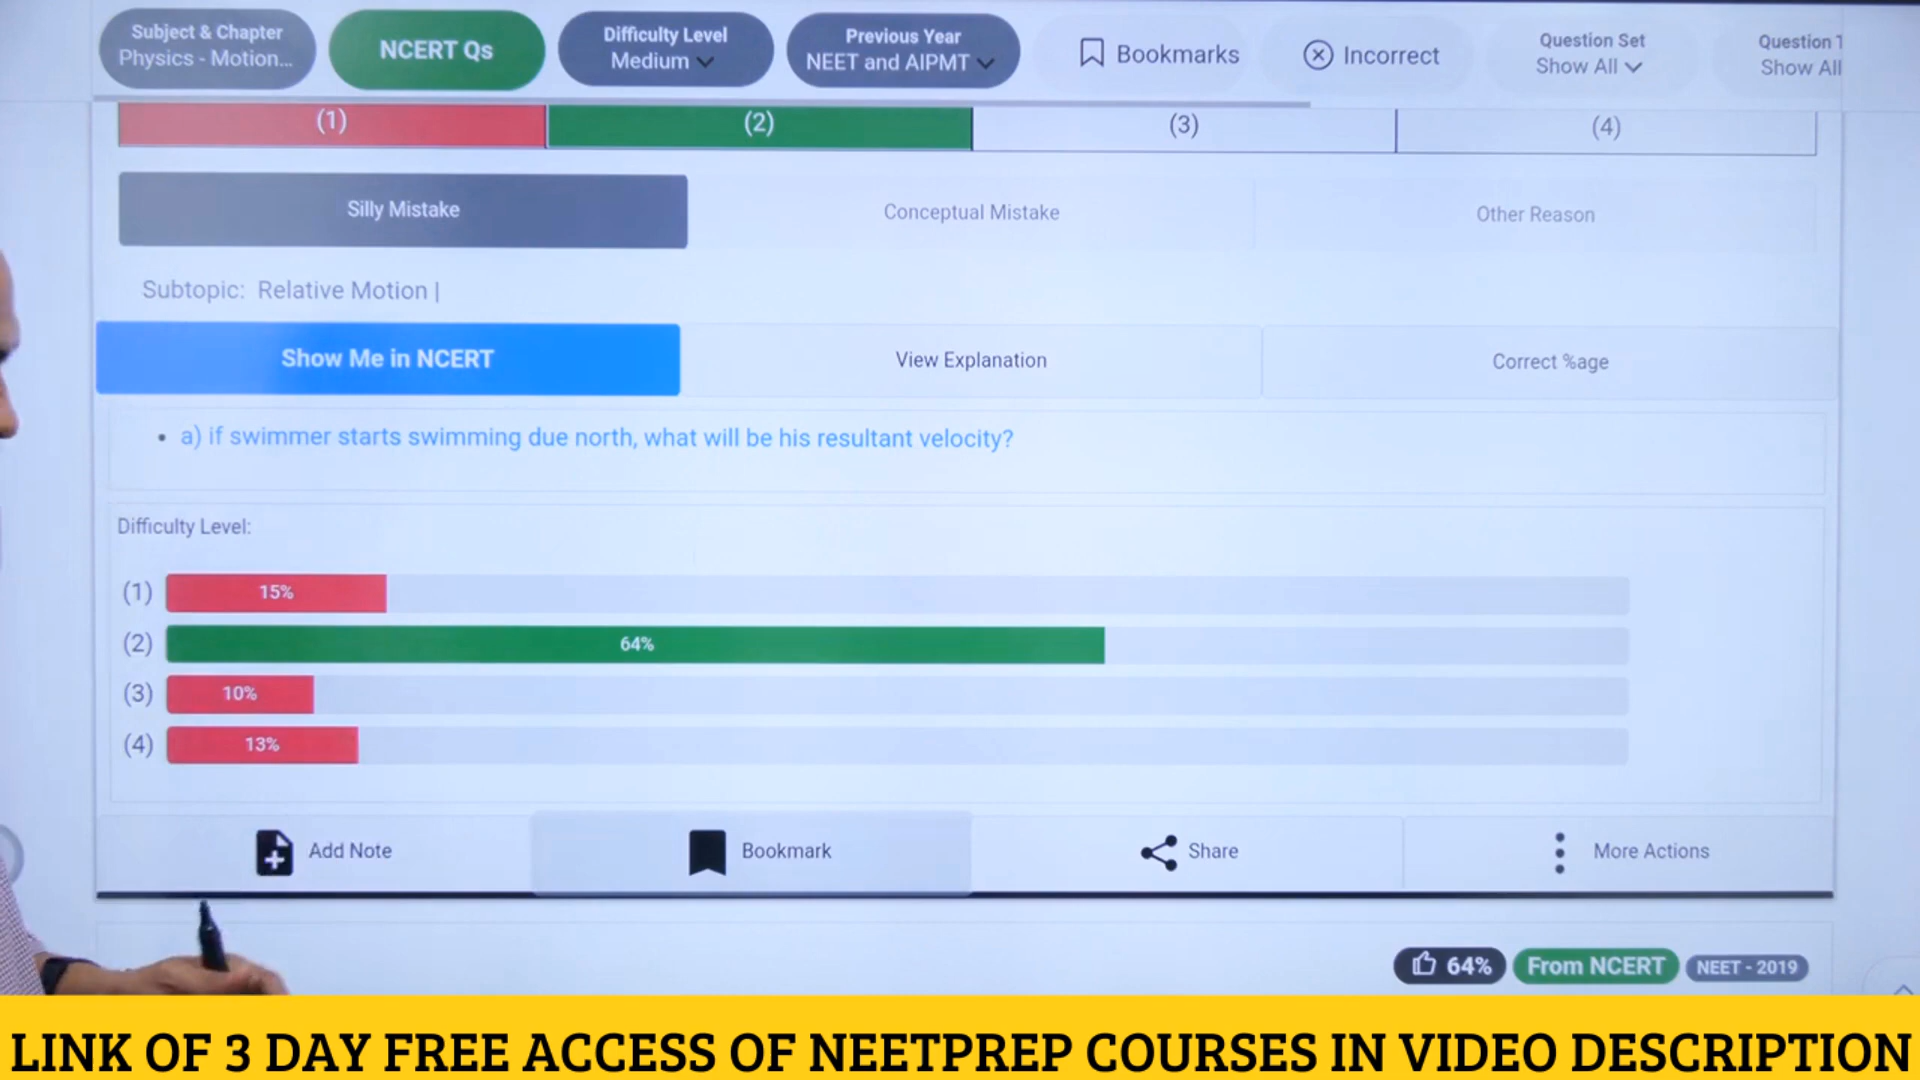 Subject & Chapter
Physics - Motion...
NCERT Qs
Difficulty Level
Medium
Previous Year
NEET and AIPMT
Bookmarks
Incorrect
Question Set
Show All
Question T
Show All
(1)
(2)
(3)
(4)
Silly Mistake
Conceptual Mistake
Other Reason
Subtopic: Relative Motion |
Show Me in NCERT
View Explanation
Correct %age
• a) if swimmer starts swimming due north, what will be his resultant velocity?
Difficulty Level:
(1) 15%
(2) 64%
(3) 10%
(4) 13%
Add Note
Bookmark
Share
More Actions
64%
From NCERT
NEET - 2019
LINK OF 3 DAY FREE ACCESS OF NEETPREP COURSES IN VIDEO DESCRIPTION